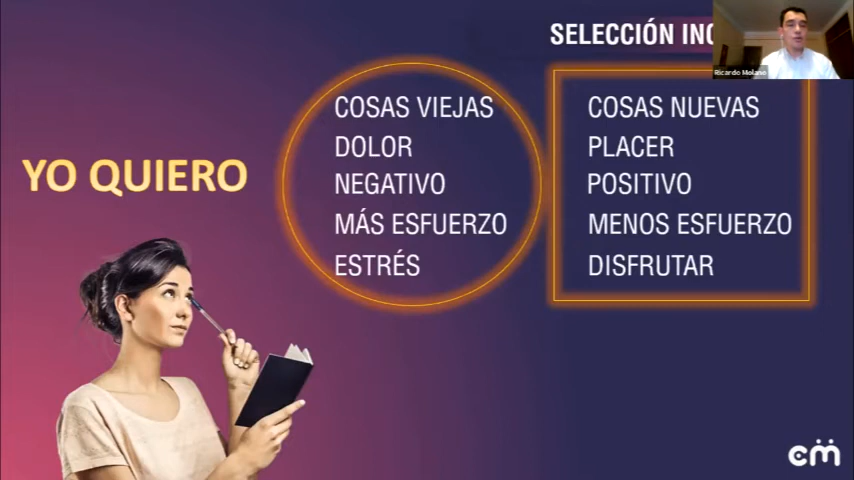 SELECCIÓN
Ricardo Molano
YO QUIERO
COSAS VIEJAS
DOLOR
NEGATIVO
MÁS ESFUERZO
ESTRÉS
COSAS NUEVAS
PLACER
POSITIVO
MENOS ESFUERZO
DISFRUTAR
cm